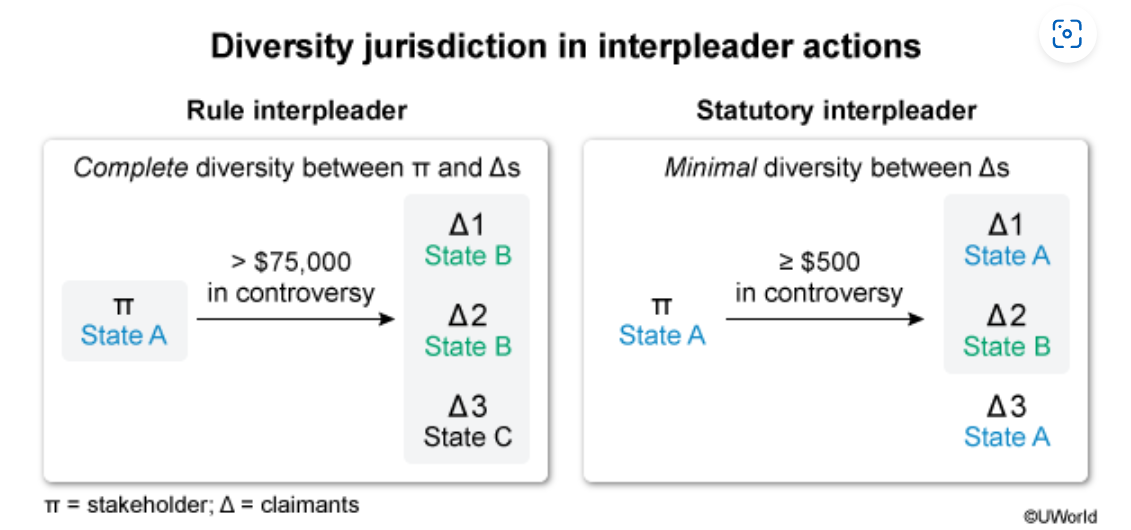 Diversity jurisdiction in interpleader actions
Rule interpleader
Complete diversity between π and Δs
π
State A
> $75,000
in controversy
Δ1
State B
Δ2
State B
Δ3
State C
Statutory interpleader
Minimal diversity between Δs
π
State A
≥ $500
in controversy
Δ1
State A
Δ2
State B
Δ3
State A
π = stakeholder; Δ = claimants
©UWorld